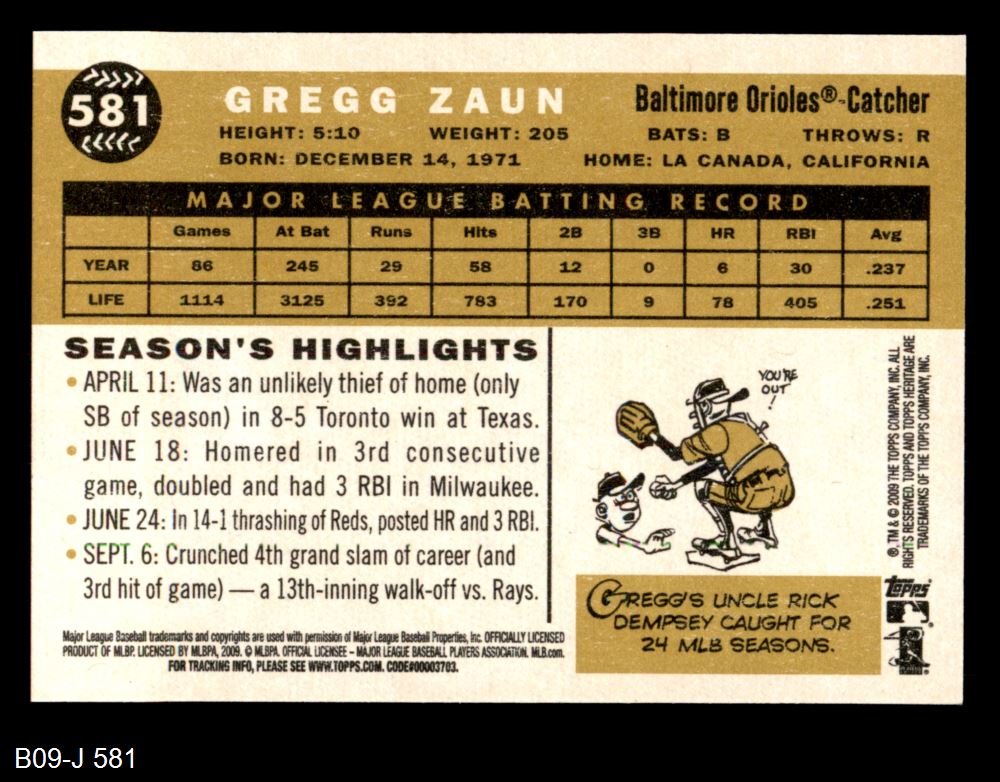 581
GREGG ZAUN
Baltimore Orioles®-Catcher
HEIGHT: 5:10 WEIGHT: 205 BATS: B THROWS: R
BORN: DECEMBER 14, 1971 HOME: LA CANADA, CALIFORNIA
MAJOR LEAGUE BATTING RECORD
Games At Bat Runs Hits 2B 3B HR RBI Avg
YEAR 86 245 29 58 12 0 6 30 .237
LIFE 1114 3125 392 783 170 9 78 405 .251
SEASON'S HIGHLIGHTS
• APRIL 11: Was an unlikely thief of home (only
SB of season) in 8-5 Toronto win at Texas.
• JUNE 18: Homered in 3rd consecutive
game, doubled and had 3 RBI in Milwaukee.
• JUNE 24: In 14-1 thrashing of Reds, posted HR and 3 RBI.
• SEPT. 6: Crunched 4th grand slam of career (and
3rd hit of game) — a 13th-inning walk-off vs. Rays.
Major League Baseball trademarks and copyrights are used with permission of Major League Baseball Properties, Inc. OFFICIALLY LICENSED
PRODUCT OF MLBP. LICENSED BY MLBPA, 2009. © MLBPA. OFFICIAL LICENSEE – MAJOR LEAGUE BASEBALL PLAYERS ASSOCIATION. MLB.com.
FOR TRACKING INFO, PLEASE SEE WWW.TOPPS.COM. CODE#00003703.
YOU'RE
OUT
!
GREGG'S UNCLE RICK
DEMPSEY CAUGHT FOR
24 MLB SEASONS.
®, TM & © 2009 THE TOPPS COMPANY, INC. ALL
RIGHTS RESERVED. TOPPS AND TOPPS HERITAGE ARE
TRADEMARKS OF THE TOPPS COMPANY, INC.
topps
B09-J 581